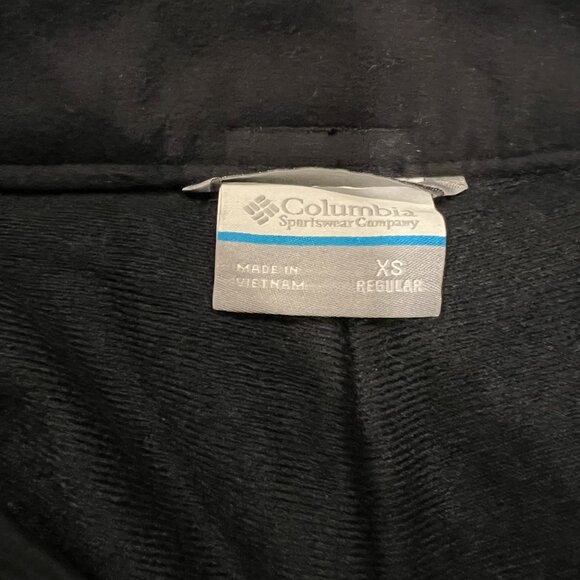 Columbia
Sportswear Company
MADE IN
VIETNAM
XS
REGULAR